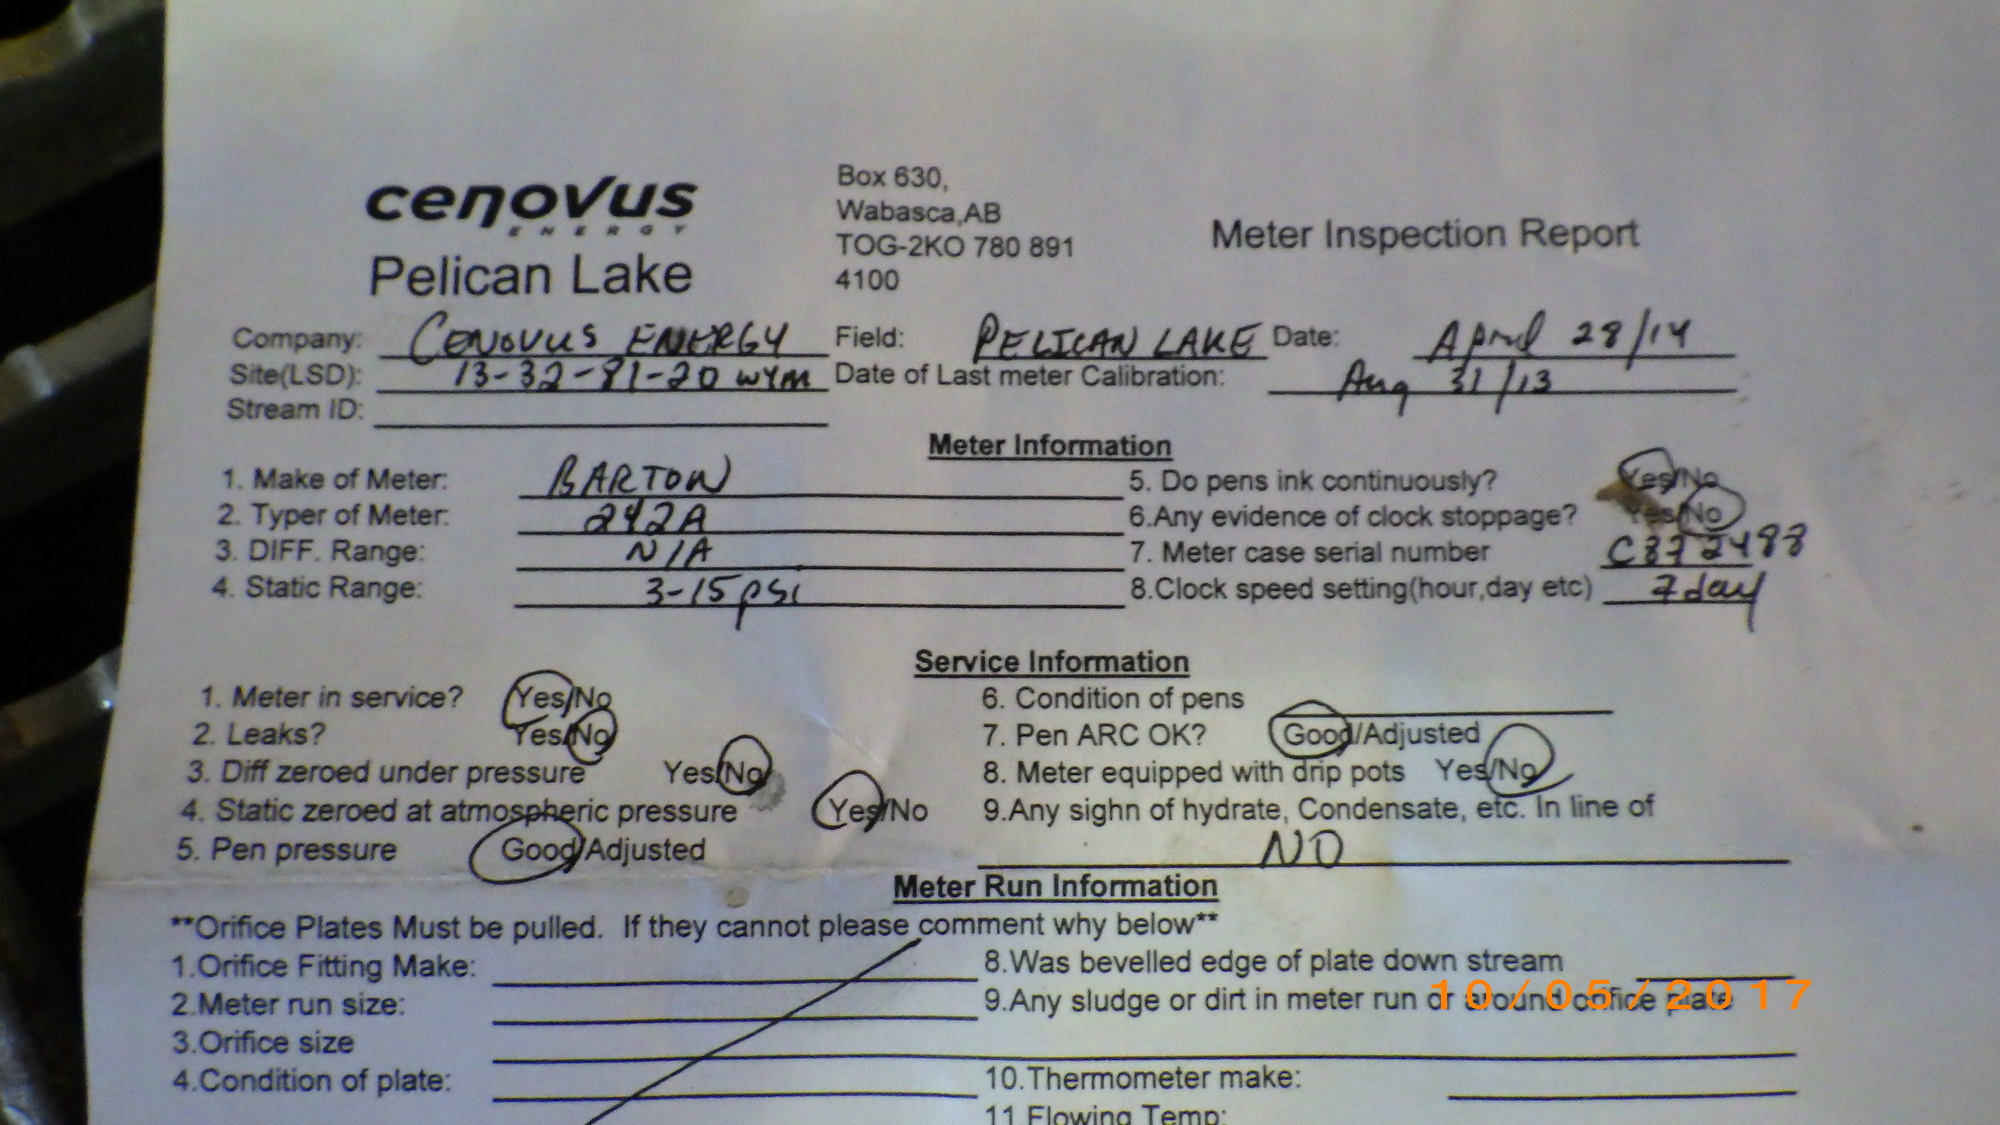 cenovus
ENERGY
Pelican Lake
Box 630,
Wabasca,AB
TOG-2KO 780 891
4100
Meter Inspection Report
Company: CENOVUS ENERGY Field: PELICAN LAKE Date: April 28/14
Site(LSD): 13-32-81-20 W4M Date of Last meter Calibration: Aug 31/13
Stream ID:
Meter Information
1. Make of Meter: BARTON 5. Do pens ink continuously? Yes/No
2. Typer of Meter: 242A 6.Any evidence of clock stoppage? Yes/No
3. DIFF. Range: N/A 7. Meter case serial number
4. Static Range: 3-15psi 8.Clock speed setting(hour,day etc) 7 day
Service Information
1. Meter in service? Yes/No 6. Condition of pens
2. Leaks? Yes/No 7. Pen ARC OK? Good/Adjusted
3. Diff zeroed under pressure Yes/No 8. Meter equipped with drip pots Yes/No
4. Static zeroed at atmospheric pressure Yes/No 9.Any sighn of hydrate, Condensate, etc. In line of
5. Pen pressure Good/Adjusted NO
Meter Run Information
**Orifice Plates Must be pulled. If they cannot please comment why below**
1.Orifice Fitting Make: 8.Was bevelled edge of plate down stream
2.Meter run size: 9.Any sludge or dirt in meter run or around orifice plate
10/05/2017
3.Orifice size
4.Condition of plate: 10.Thermometer make:
11.Flowing Temp: